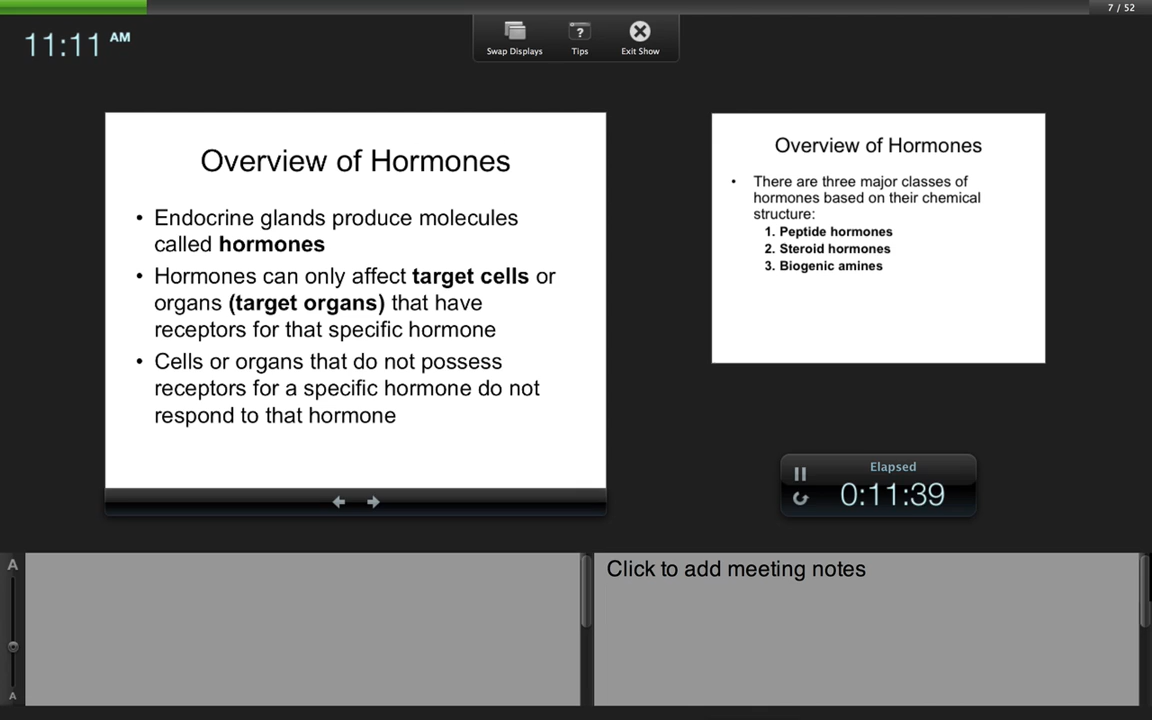 7 / 52
11:11 AM
Swap Displays
Tips
Exit Show
Overview of Hormones
• Endocrine glands produce molecules
called hormones
• Hormones can only affect target cells or
organs (target organs) that have
receptors for that specific hormone
• Cells or organs that do not possess
receptors for a specific hormone do not
respond to that hormone
Overview of Hormones
• There are three major classes of
hormones based on their chemical
structure:
1. Peptide hormones
2. Steroid hormones
3. Biogenic amines
Elapsed
0:11:39
A
A
Click to add meeting notes